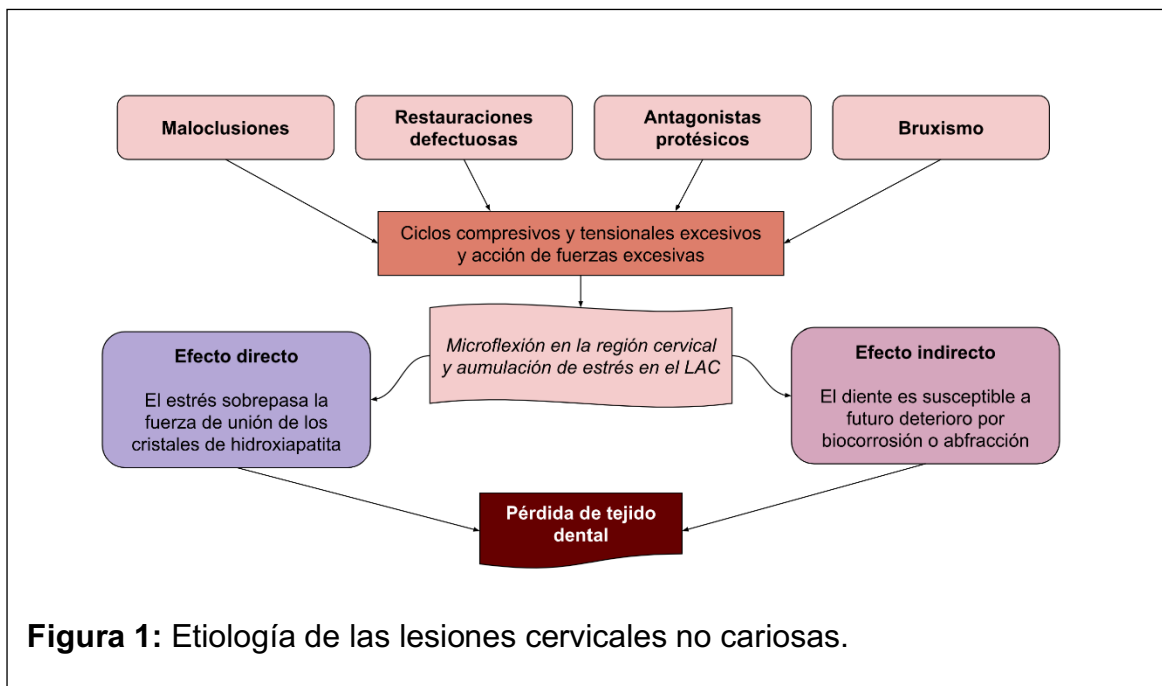 Maloclusiones
Restauraciones
defectuosas
Antagonistas
protésicos
Bruxismo
Ciclos compresivos y tensionales excesivos
y acción de fuerzas excesivas
Microflexión en la región cervical
y aumulación de estrés en el LAC
Efecto directo
El estrés sobrepasa la
fuerza de unión de los
cristales de hidroxiapatita
Efecto indirecto
El diente es susceptible a
futuro deterioro por
biocorrosión o abfracción
Pérdida de tejido
dental
Figura 1: Etiología de las lesiones cervicales no cariosas.